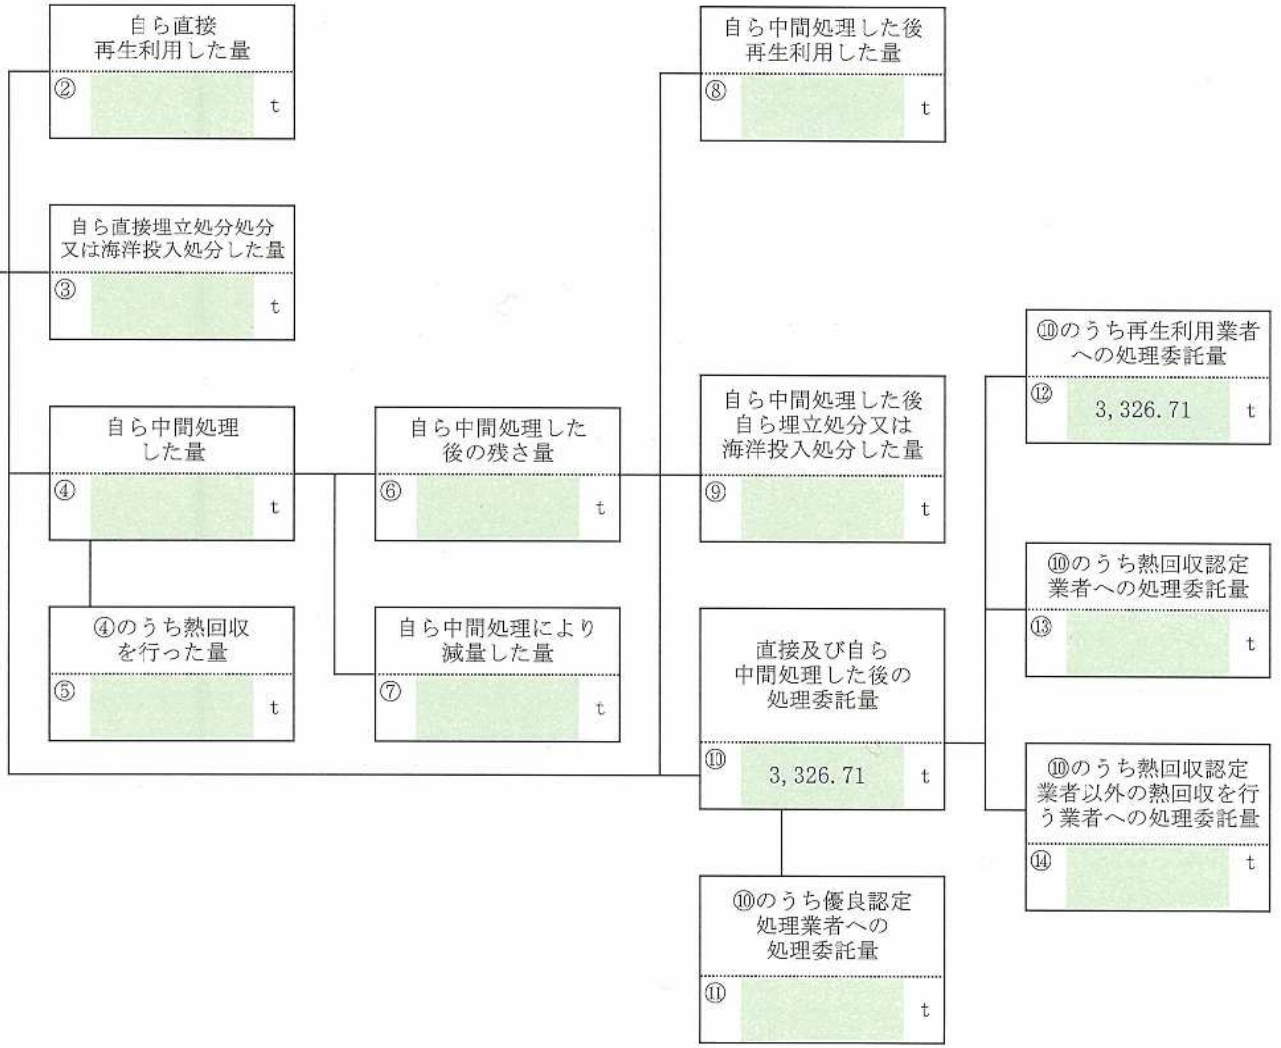 自ら直接
再生利用した量
②
t
自ら中間処理した後
再生利用した量
⑧
t
自ら直接埋立処分処分
又は海洋投入処分した量
③
t
⑩のうち再生利用業者
への処理委託量
⑫ 3,326.71 t
自ら中間処理
した量
④
t
自ら中間処理した
後の残さ量
⑥
t
自ら中間処理した後
自ら埋立処分又は
海洋投入処分した量
⑨
t
⑩のうち熱回収認定
業者への処理委託量
⑬
t
④のうち熱回収
を行った量
⑤
t
自ら中間処理により
減量した量
⑦
t
直接及び自ら
中間処理した後の
処理委託量
⑩ 3,326.71 t
⑩のうち熱回収認定
業者以外の熱回収を行
う業者への処理委託量
⑭
t
⑩のうち優良認定
処理業者への
処理委託量
⑪
t